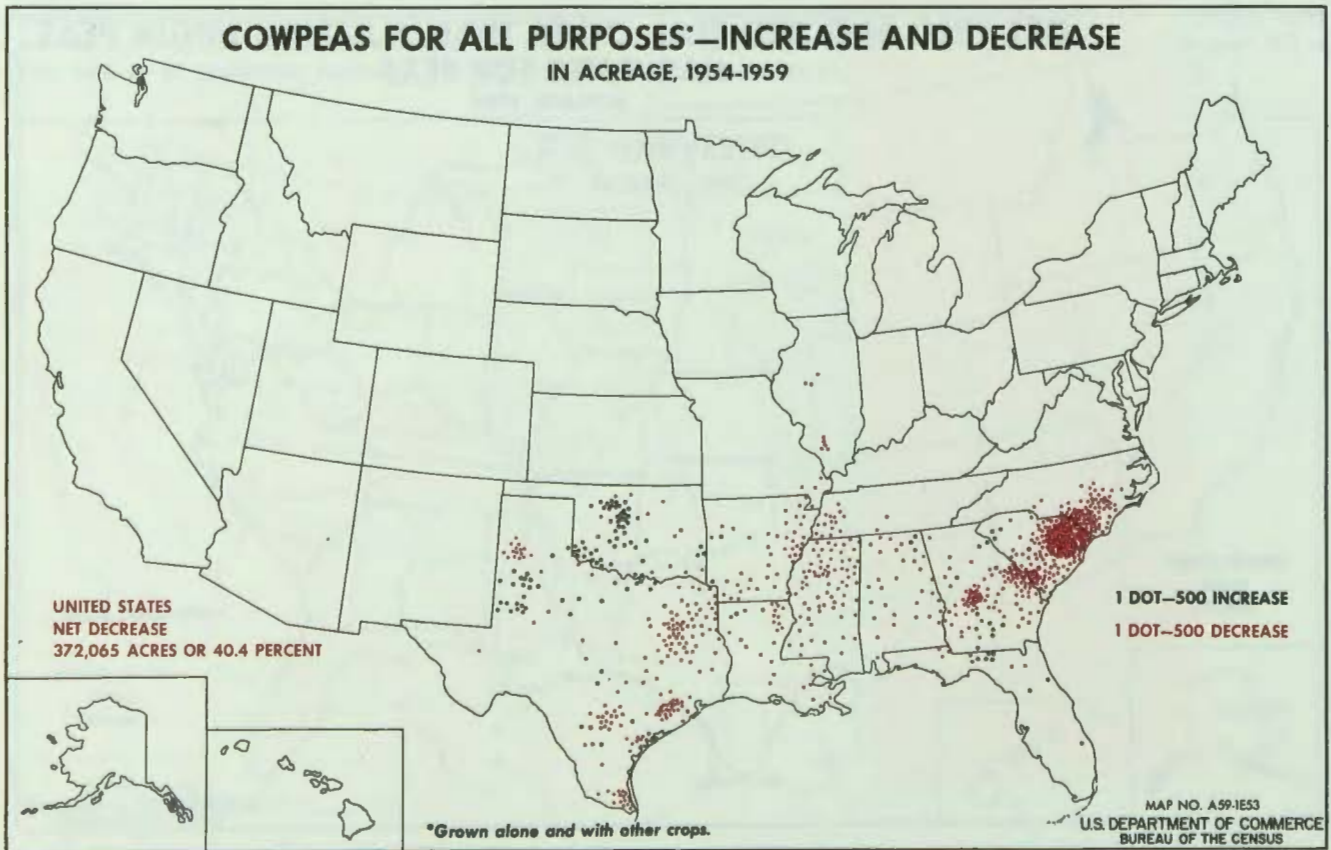 COWPEAS FOR ALL PURPOSES*—INCREASE AND DECREASE
IN ACREAGE, 1954-1959
UNITED STATES
NET DECREASE
372,065 ACRES OR 40.4 PERCENT
1 DOT—500 INCREASE
1 DOT—500 DECREASE
*Grown alone and with other crops.
MAP NO. A59-1E53
U.S. DEPARTMENT OF COMMERCE
BUREAU OF THE CENSUS